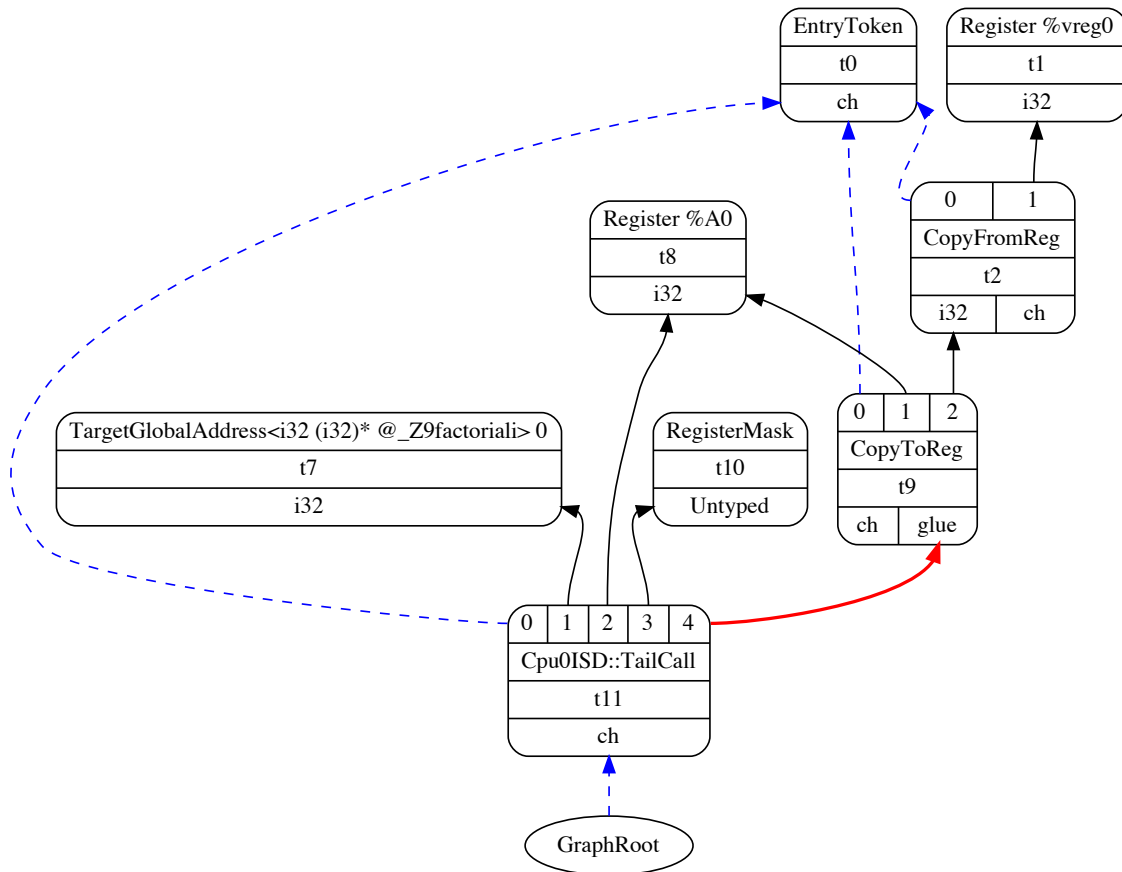 EntryToken
t0
ch
Register %vreg0
t1
i32
0 1
CopyFromReg
t2
i32 ch
Register %A0
t8
i32
TargetGlobalAddress<i32 (i32)* @_Z9factoriali> 0
t7
i32
RegisterMask
t10
Untyped
0 1 2
CopyToReg
t9
ch glue
0 1 2 3 4
Cpu0ISD::TailCall
t11
ch
GraphRoot